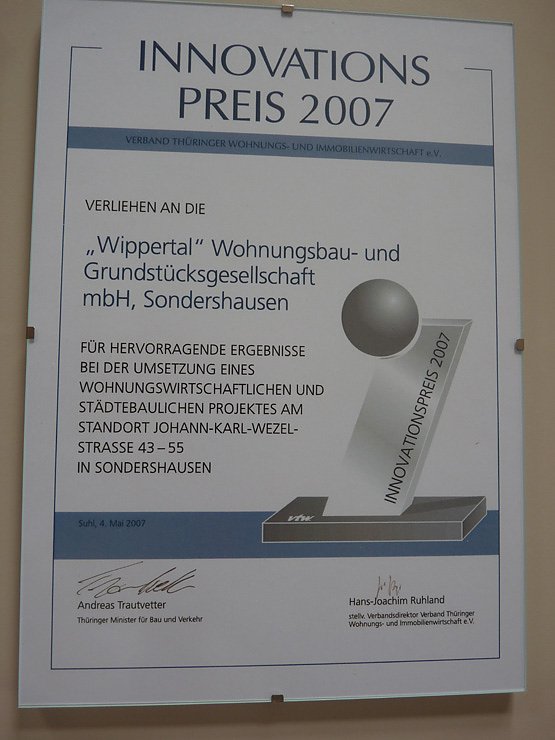 INNOVATIONS
PREIS 2007
VERBAND THÜRINGER WOHNUNGS- UND IMMOBILIENWIRTSCHAFT e.V.
VERLIEHEN AN DIE
„Wippertal“ Wohnungsbau- und
Grundstücksgesellschaft
mbH, Sondershausen
FÜR HERVORRAGENDE ERGEBNISSE
BEI DER UMSETZUNG EINES
WOHNUNGSWIRTSCHAFTLICHEN UND
STÄDTEBAULICHEN PROJEKTES AM
STANDORT JOHANN-KARL-WEZEL-
STRASSE 43 – 55
IN SONDERSHAUSEN
INNOVATIONSPREIS 2007
vtw
Suhl, 4. Mai 2007
Andreas Trautvetter
Thüringer Minister für Bau und Verkehr
Hans-Joachim Ruhland
stellv. Verbandsdirektor Verband Thüringer
Wohnungs- und Immobilienwirtschaft e.V.